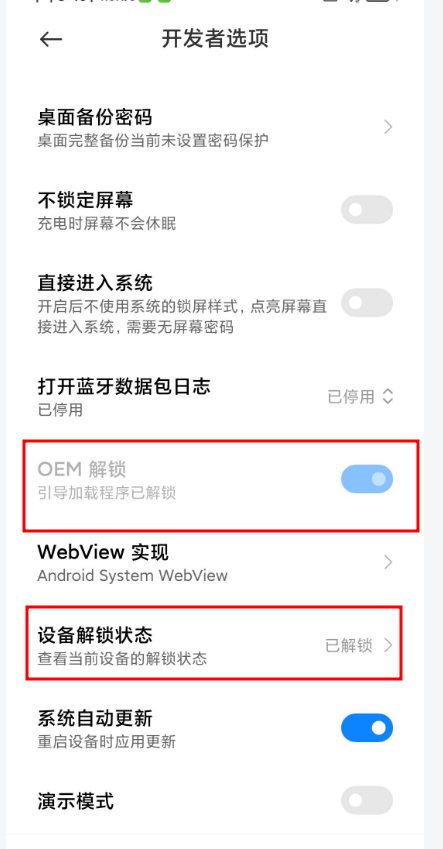 开发者选项
桌面备份密码
桌面完整备份当前未设置密码保护
不锁定屏幕
充电时屏幕不会休眠
直接进入系统
开启后不使用系统的锁屏样式，点亮屏幕直
接进入系统，需要无屏幕密码
打开蓝牙数据包日志
已停用
已停用
OEM 解锁
引导加载程序已解锁
WebView 实现
Android System WebView
设备解锁状态
查看当前设备的解锁状态
已解锁
系统自动更新
重启设备时应用更新
演示模式